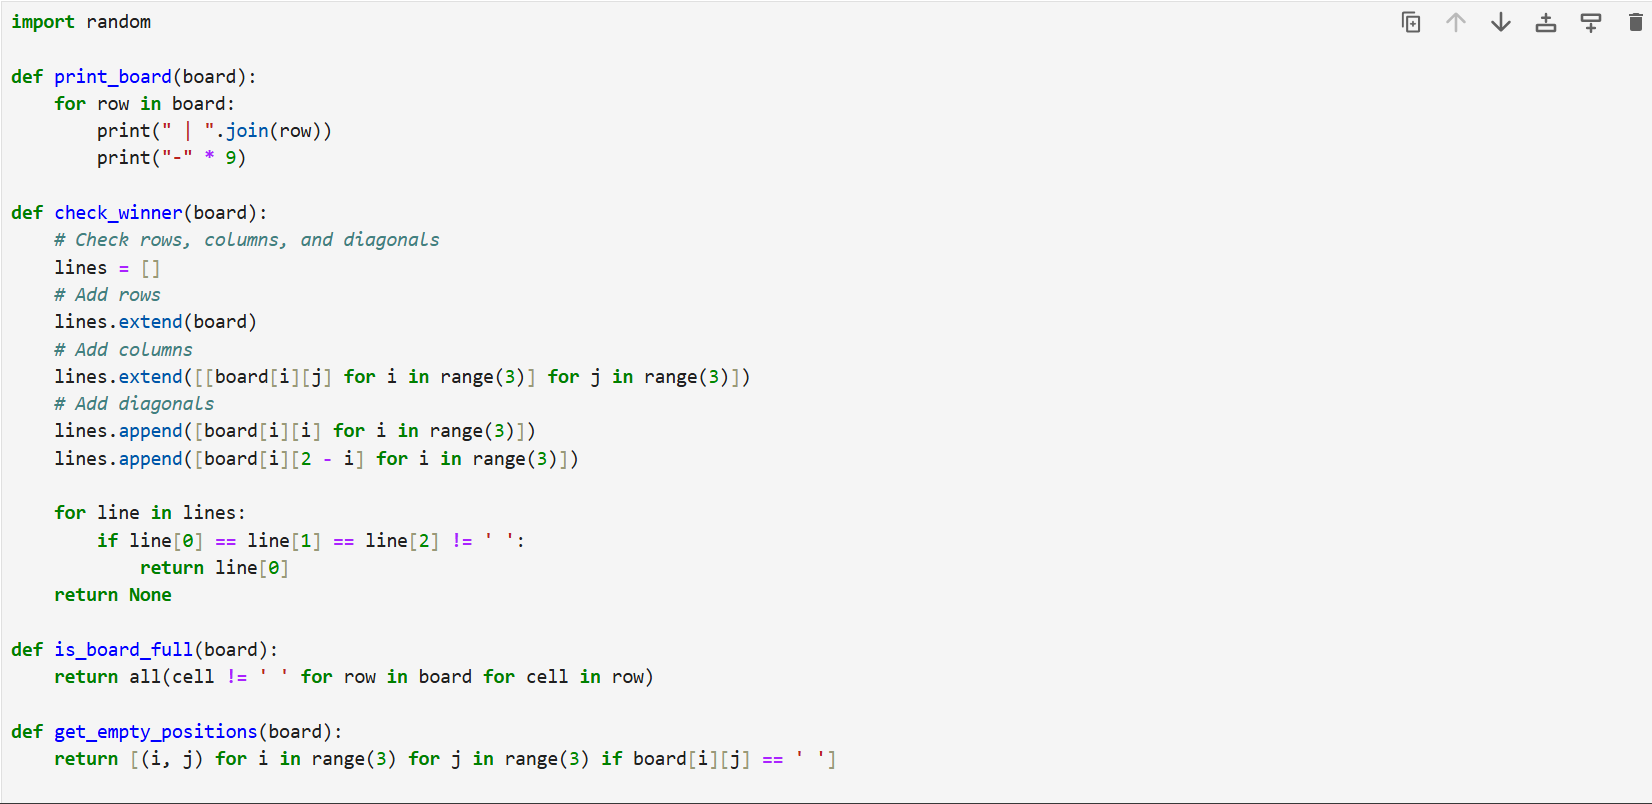 import random

def print_board(board):
    for row in board:
        print(" | ".join(row))
        print("-" * 9)

def check_winner(board):
    # Check rows, columns, and diagonals
    lines = []
    # Add rows
    lines.extend(board)
    # Add columns
    lines.extend([[board[i][j] for i in range(3)] for j in range(3)])
    # Add diagonals
    lines.append([board[i][i] for i in range(3)])
    lines.append([board[i][2 - i] for i in range(3)])

    for line in lines:
        if line[0] == line[1] == line[2] != ' ':
            return line[0]
    return None

def is_board_full(board):
    return all(cell != ' ' for row in board for cell in row)

def get_empty_positions(board):
    return [(i, j) for i in range(3) for j in range(3) if board[i][j] == ' ']